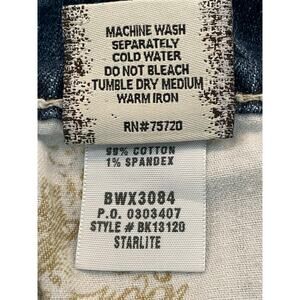 MACHINE WASH
SEPARATELY
COLD WATER
DO NOT BLEACH
TUMBLE DRY MEDIUM
WARM IRON
RN#75720
99% COTTON
1% SPANDEX
BWX3084
P.O. 0303407
STYLE # BK13120
STARLITE